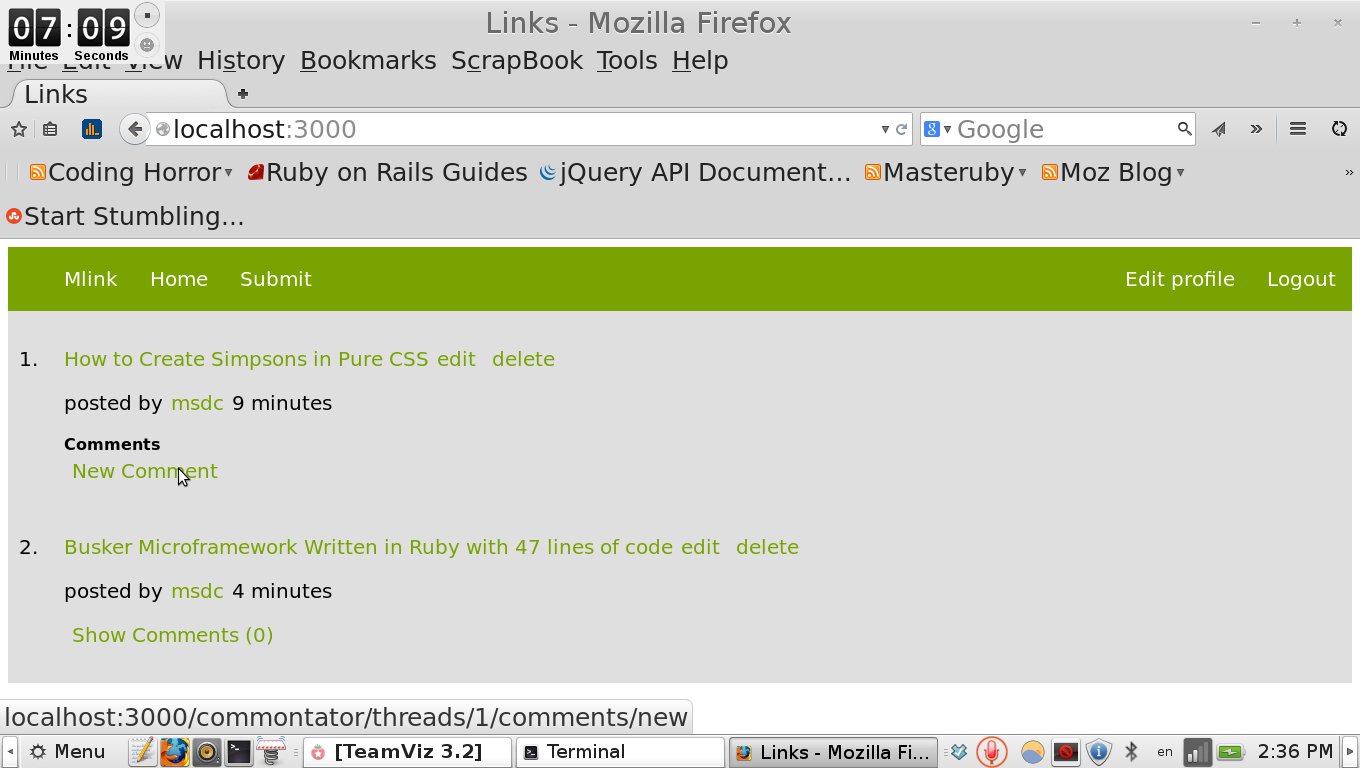 07:09
Minutes Seconds
Links - Mozilla Firefox
File Edit View History Bookmarks ScrapBook Tools Help
Links
localhost:3000
Google
Coding Horror Ruby on Rails Guides jQuery API Document... Masteruby Moz Blog »
Start Stumbling...
Mlink Home Submit Edit profile Logout
1. How to Create Simpsons in Pure CSS edit delete
posted by msdc 9 minutes
Comments
New Comment
2. Busker Microframework Written in Ruby with 47 lines of code edit delete
posted by msdc 4 minutes
Show Comments (0)
localhost:3000/commontator/threads/1/comments/new
Menu [TeamViz 3.2] Terminal Links - Mozilla Fi... en 2:36 PM